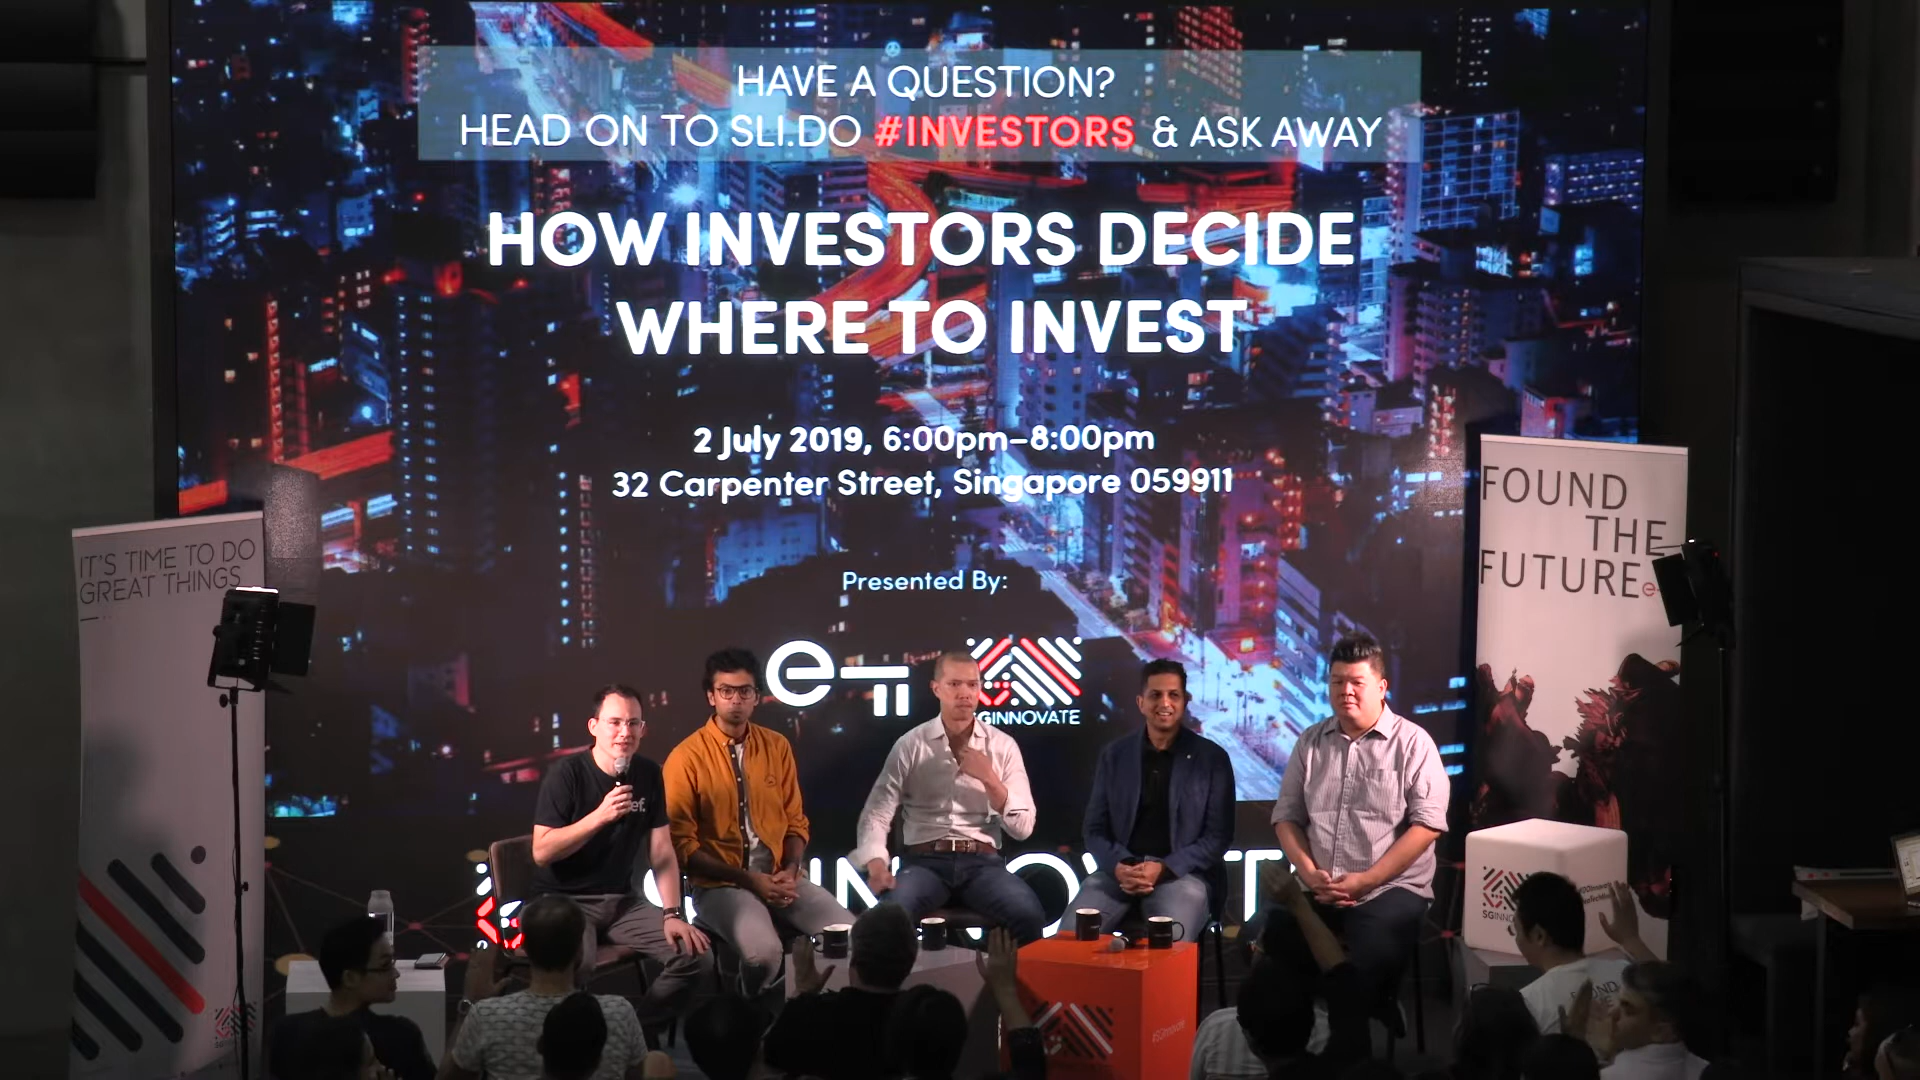 HAVE A QUESTION?
HEAD ON TO SLI.DO #INVESTORS & ASK AWAY
HOW INVESTORS DECIDE
WHERE TO INVEST
2 July 2019, 6:00pm–8:00pm
32 Carpenter Street, Singapore 059911
Presented By:
SGINNOVATE
IT'S TIME TO DO
GREAT THINGS
FOUND
THE
FUTURE
ef.